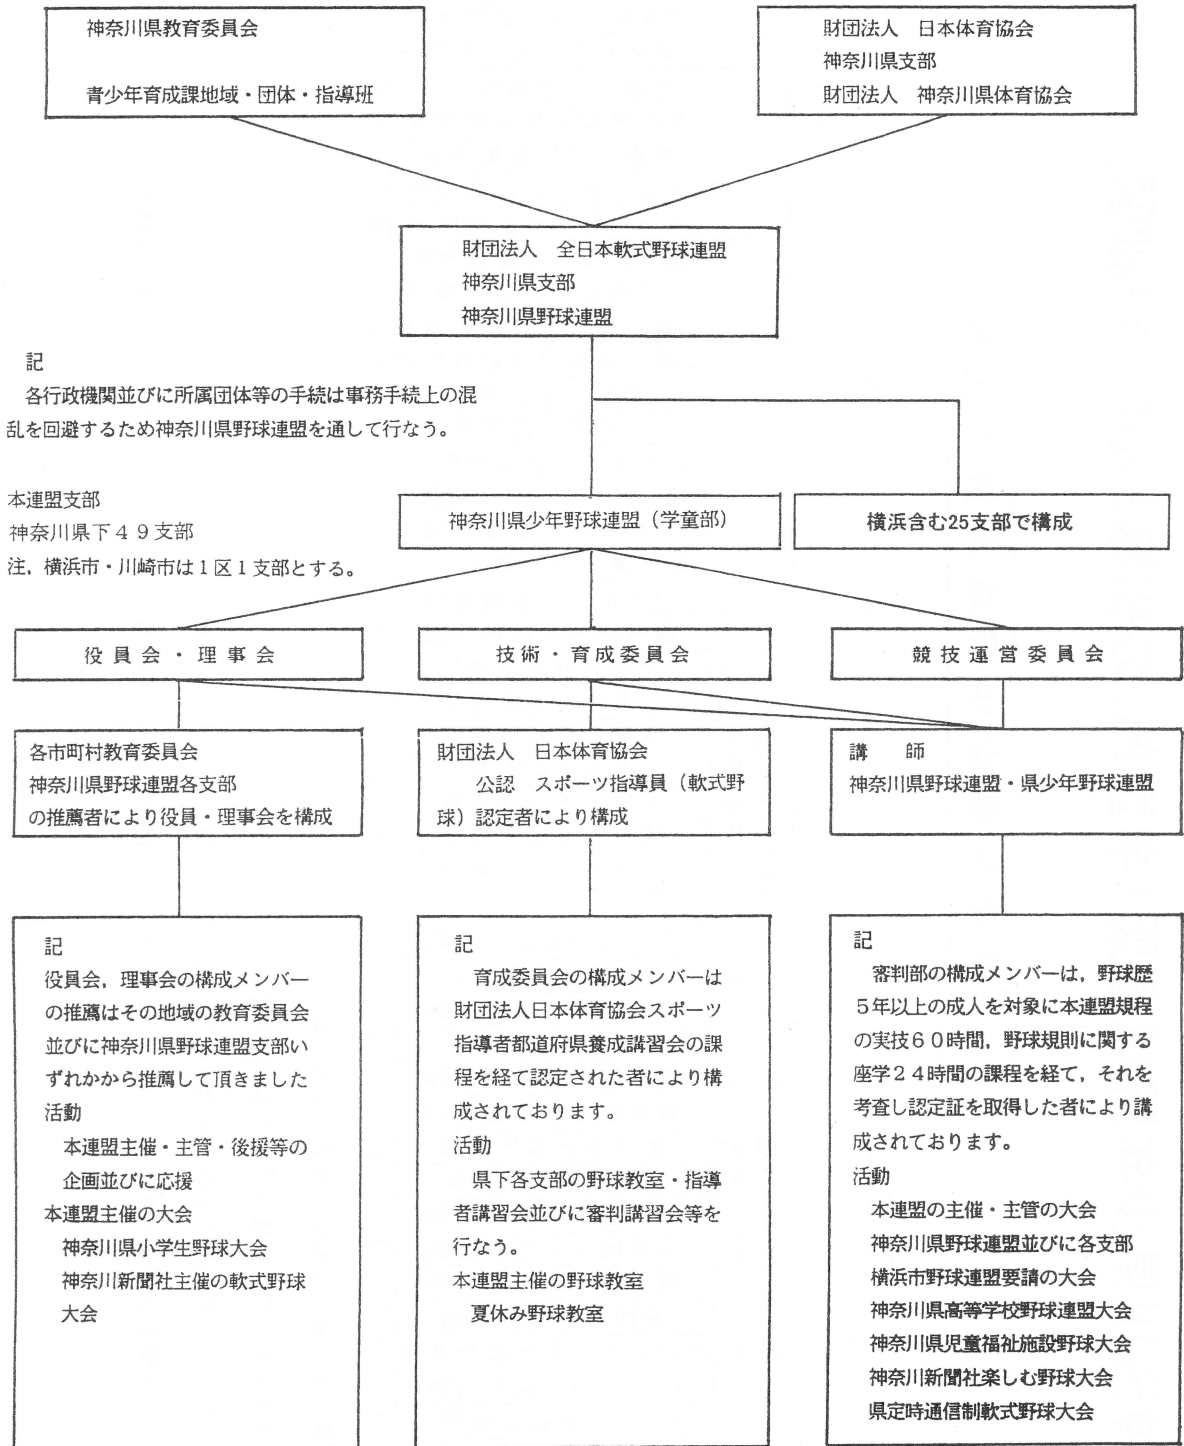 神奈川県教育委員会
青少年育成課地域・団体・指導班
財団法人　日本体育協会
神奈川県支部
財団法人　神奈川県体育協会
財団法人　全日本軟式野球連盟
神奈川県支部
神奈川県野球連盟
記
各行政機関並びに所属団体等の手続は事務手続上の混
乱を回避するため神奈川県野球連盟を通して行なう。
本連盟支部
神奈川県下４９支部
注．横浜市・川崎市は１区１支部とする。
神奈川県少年野球連盟（学童部）
横浜含む25支部で構成
役員会・理事会
技術・育成委員会
競技運営委員会
各市町村教育委員会
神奈川県野球連盟各支部
の推薦者により役員・理事会を構成
財団法人　日本体育協会
公認　スポーツ指導員（軟式野
球）認定者により構成
講　師
神奈川県野球連盟・県少年野球連盟
記
役員会，理事会の構成メンバー
の推薦はその地域の教育委員会
並びに神奈川県野球連盟支部い
ずれかから推薦して頂きました
活動
本連盟主催・主管・後援等の
企画並びに応援
本連盟主催の大会
神奈川県小学生野球大会
神奈川新聞社主催の軟式野球
大会
記
育成委員会の構成メンバーは
財団法人日本体育協会スポーツ
指導者都道府県養成講習会の課
程を経て認定された者により構
成されております。
活動
県下各支部の野球教室・指導
者講習会並びに審判講習会等を
行なう。
本連盟主催の野球教室
夏休み野球教室
記
審判部の構成メンバーは，野球歴
５年以上の成人を対象に本連盟規程
の実技６０時間，野球規則に関する
座学２４時間の課程を経て，それを
考査し認定証を取得した者により講
成されております。
活動
本連盟の主催・主管の大会
神奈川県野球連盟並びに各支部
横浜市野球連盟要請の大会
神奈川県高等学校野球連盟大会
神奈川県児童福祉施設野球大会
神奈川新聞社楽しむ野球大会
県定時通信制軟式野球大会